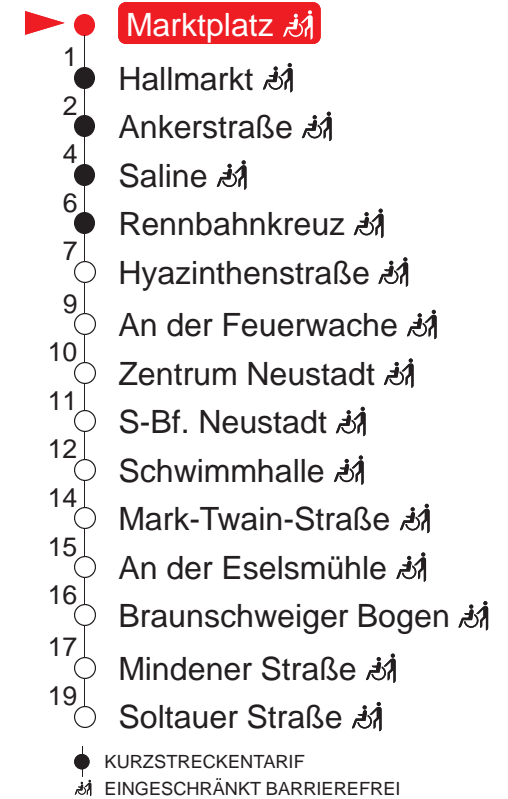 Marktplatz
1
Hallmarkt
2
Ankerstraße
4
Saline
6
Rennbahnkreuz
7
Hyazinthenstraße
9
An der Feuerwache
10
Zentrum Neustadt
11
S-Bf. Neustadt
12
Schwimmhalle
14
Mark-Twain-Straße
15
An der Eselsmühle
16
Braunschweiger Bogen
17
Mindener Straße
19
Soltauer Straße
KURZSTRECKENTARIF
EINGESCHRÄNKT BARRIEREFREI